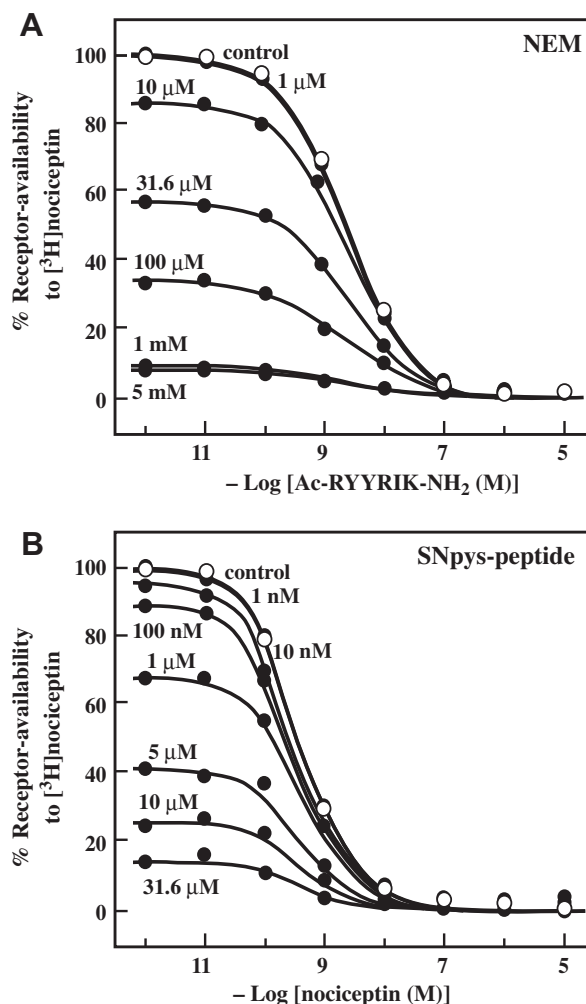 A
NEM
% Receptor-availability
to [³H]nociceptin
100
80
60
40
20
0
control
1 μM
10 μM
31.6 μM
100 μM
1 mM
5 mM
11
9
7
5
– Log [Ac-RYYRIK-NH₂ (M)]
B
SNpys-peptide
% Receptor-availability
to [³H]nociceptin
100
80
60
40
20
0
control
1 nM
10 nM
100 nM
1 μM
5 μM
10 μM
31.6 μM
11
9
7
5
– Log [nociceptin (M)]